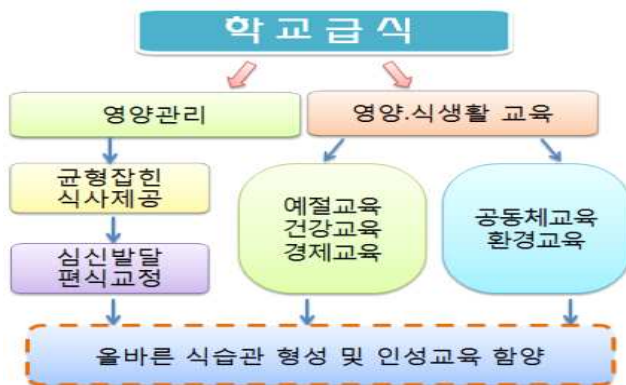 학 교 급 식
영양관리
영양.식생활 교육
균형잡힌
식사제공
심신발달
편식교정
예절교육
건강교육
경제교육
공동체교육
환경교육
올바른 식습관 형성 및 인성교육 함양